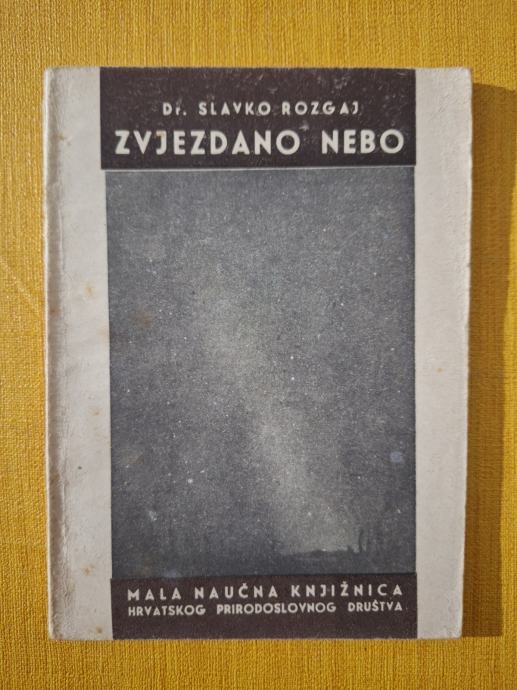 Dr. SLAVKO ROZGAJ
ZVJEZDANO NEBO
MALA NAUČNA KNJIŽNICA
HRVATSKOG PRIRODOSLOVNOG DRUŠTVA